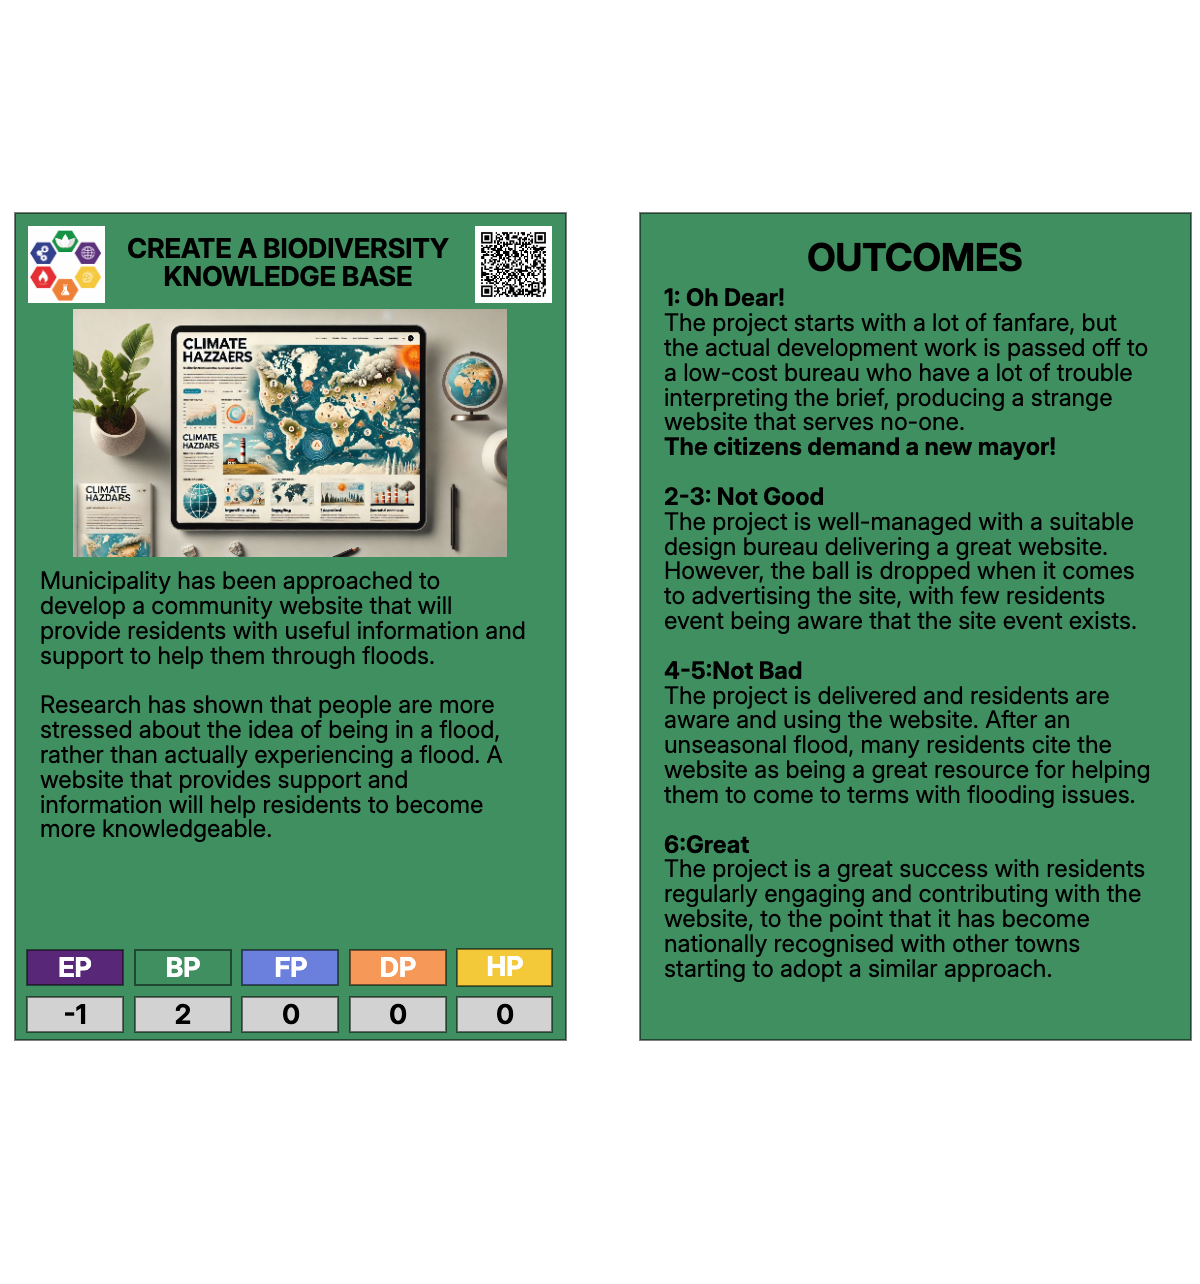 CREATE A BIODIVERSITY
KNOWLEDGE BASE
CLIMATE
HAZZAERS
CLIMATE
HAZDARS
CLIMATE
HAZDARS
Municipality has been approached to
develop a community website that will
provide residents with useful information and
support to help them through floods.
Research has shown that people are more
stressed about the idea of being in a flood,
rather than actually experiencing a flood. A
website that provides support and
information will help residents to become
more knowledgeable.
EP BP FP DP HP
-1 2 0 0 0
OUTCOMES
1: Oh Dear!
The project starts with a lot of fanfare, but
the actual development work is passed off to
a low-cost bureau who have a lot of trouble
interpreting the brief, producing a strange
website that serves no-one.
The citizens demand a new mayor!
2-3: Not Good
The project is well-managed with a suitable
design bureau delivering a great website.
However, the ball is dropped when it comes
to advertising the site, with few residents
event being aware that the site event exists.
4-5:Not Bad
The project is delivered and residents are
aware and using the website. After an
unseasonal flood, many residents cite the
website as being a great resource for helping
them to come to terms with flooding issues.
6:Great
The project is a great success with residents
regularly engaging and contributing with the
website, to the point that it has become
nationally recognised with other towns
starting to adopt a similar approach.